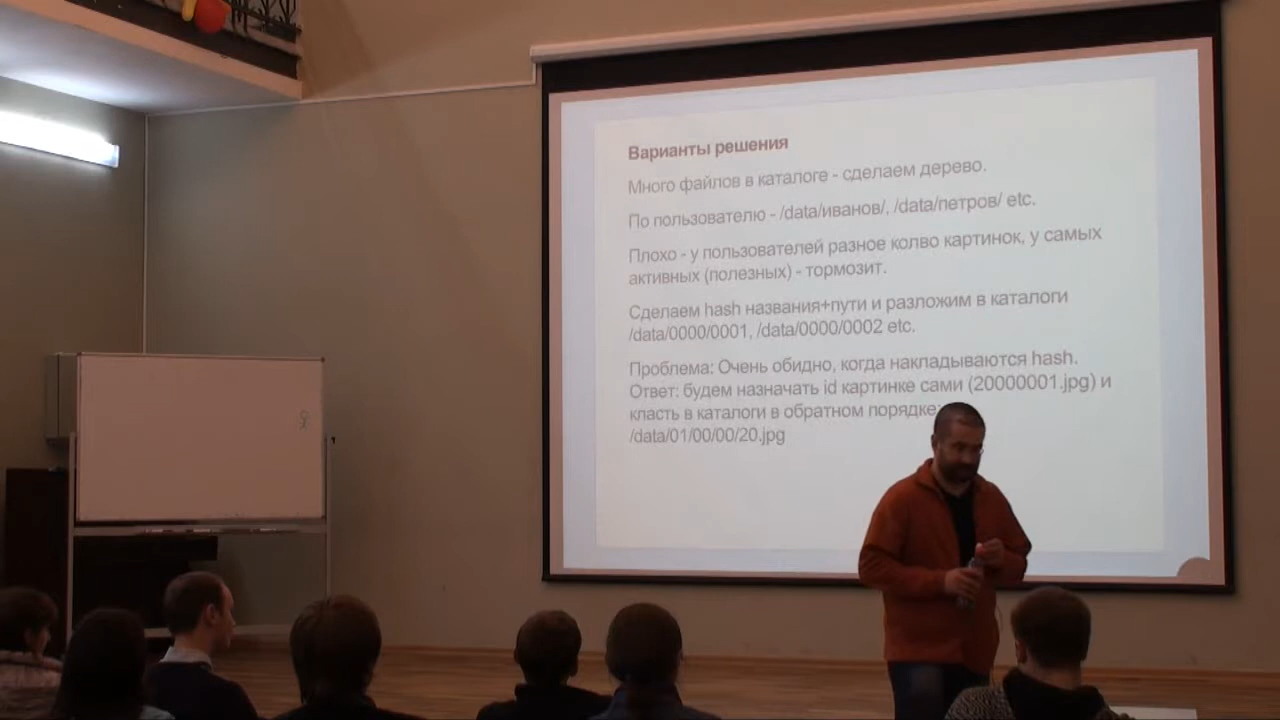 Варианты решения
Много файлов в каталоге - сделаем дерево.
По пользователю - /data/иванов/, /data/петров/ etc.
Плохо - у пользователей разное колво картинок, у самых
активных (полезных) - тормозит.
Сделаем hash названия+пути и разложим в каталоги
/data/0000/0001, /data/0000/0002 etc.
Проблема: Очень обидно, когда накладываются hash.
Ответ: будем назначать id картинке сами (20000001.jpg) и
класть в каталоги в обратном порядке:
/data/01/00/00/20.jpg